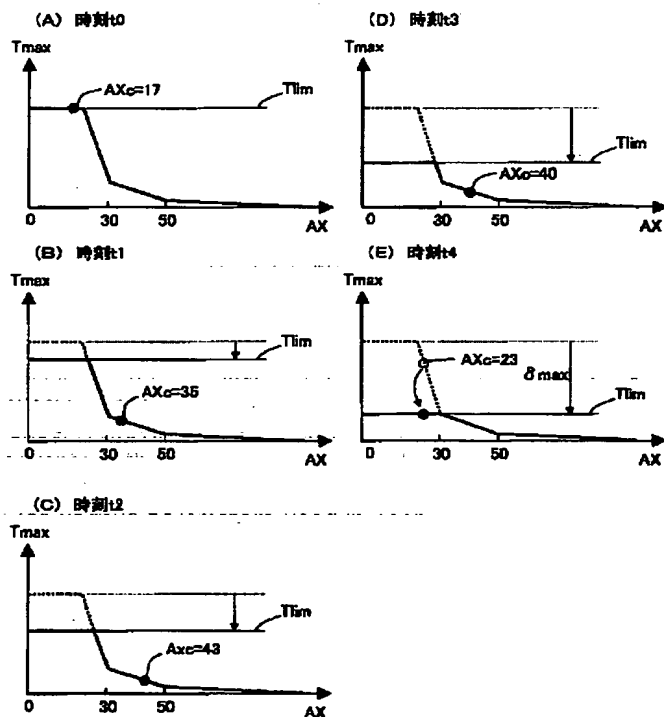 (A) 時刻t0
Tmax
AXc=17
Tlim
0
30
50
AX
(B) 時刻t1
Tmax
Tlim
AXc=35
0
30
50
AX
(C) 時刻t2
Tmax
Tlim
Axc=43
0
30
50
AX
(D) 時刻t3
Tmax
Tlim
AXc=40
0
30
50
AX
(E) 時刻t4
Tmax
AXc=23
δmax
Tlim
0
30
50
AX